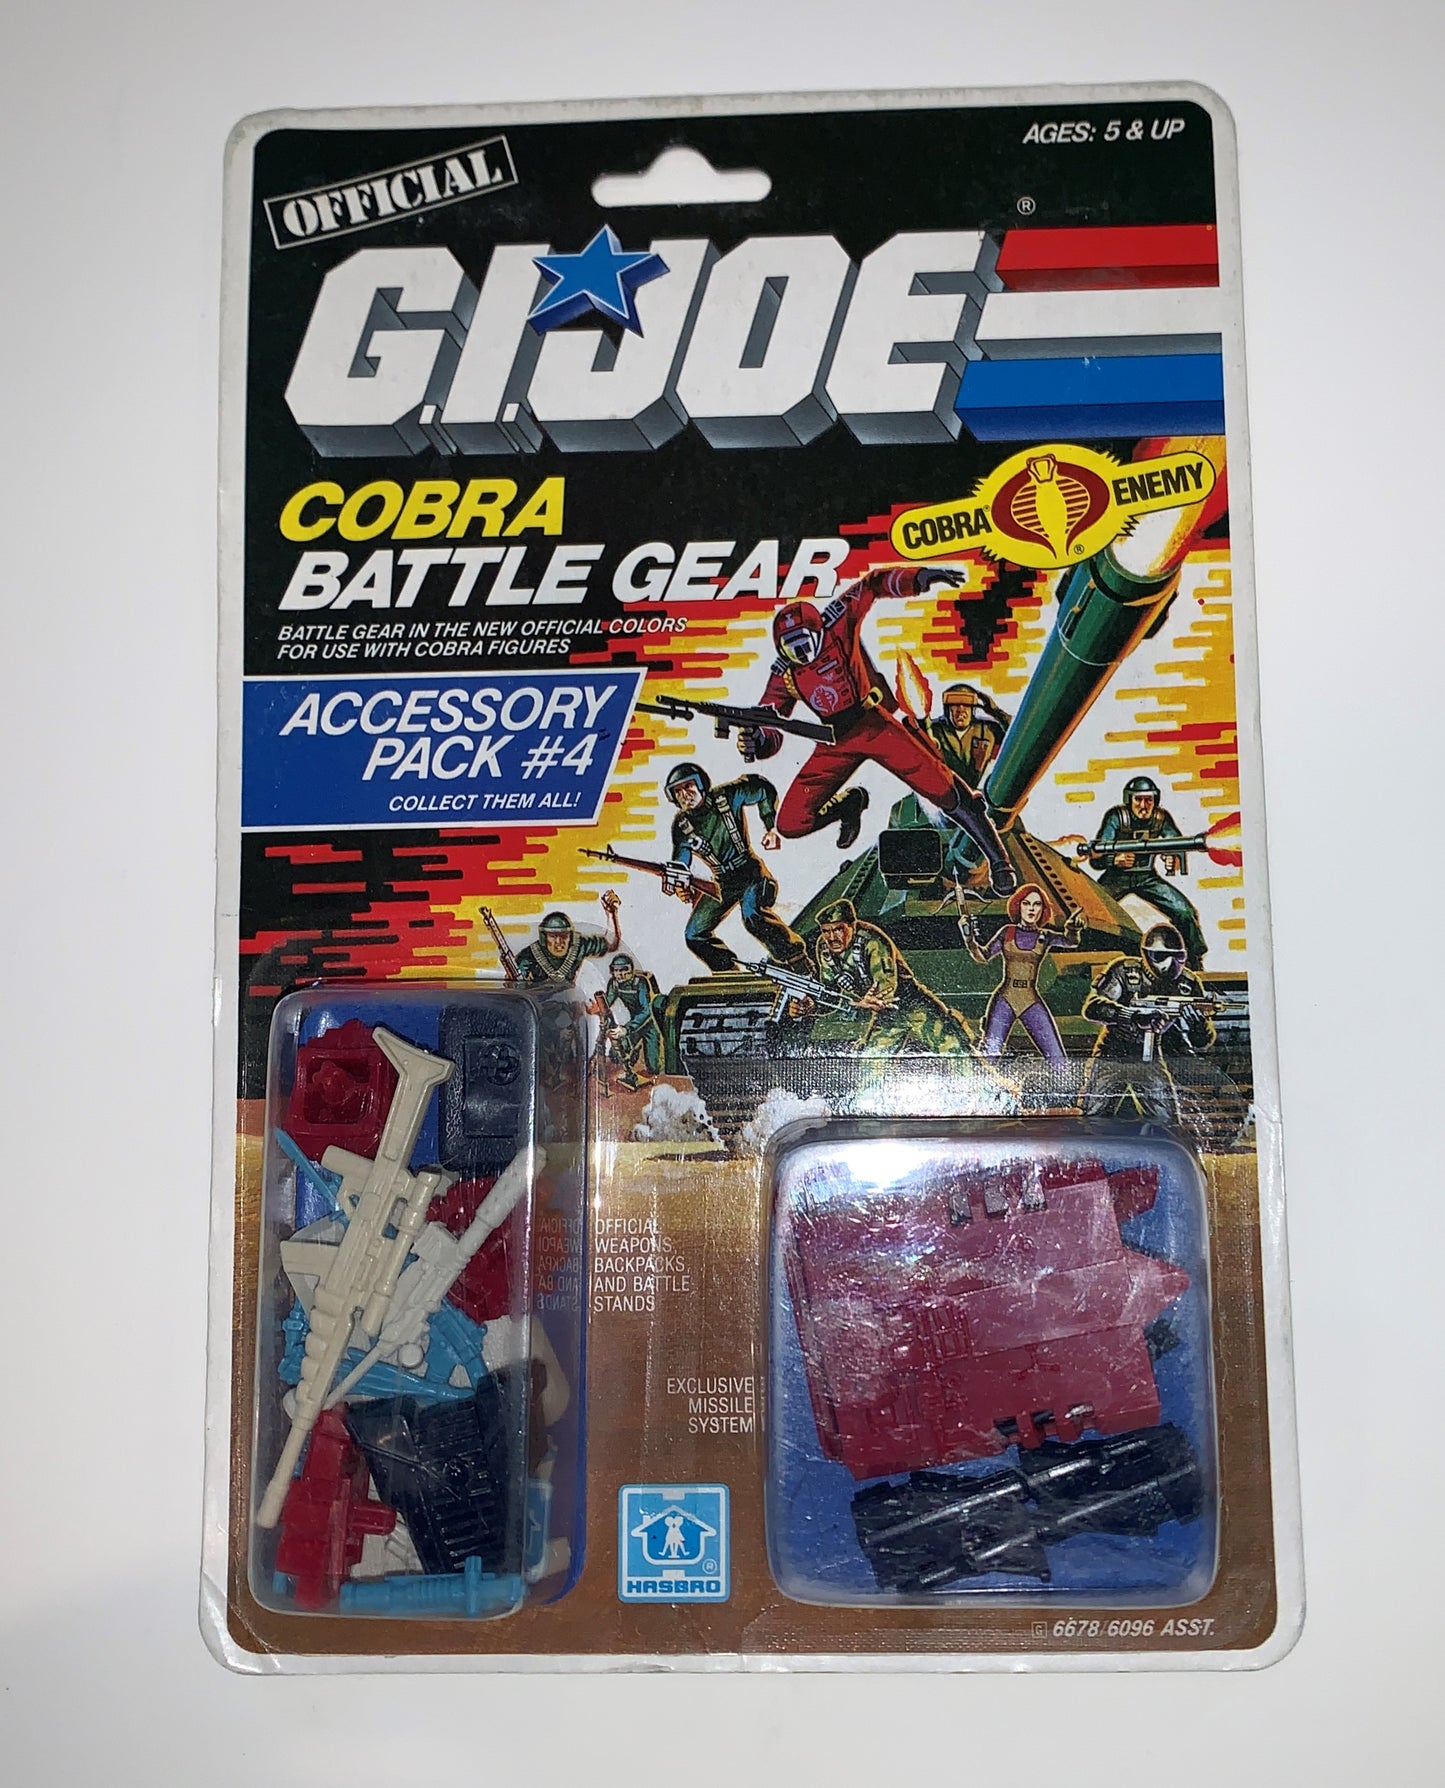 OFFICIAL
AGES: 5 & UP
G.I.JOE
®
COBRA
BATTLE GEAR
COBRA® ENEMY
®
BATTLE GEAR IN THE NEW OFFICIAL COLORS
FOR USE WITH COBRA FIGURES
ACCESSORY
PACK #4
COLLECT THEM ALL!
OFFICIAL
WEAPONS,
BACKPACKS
AND BATTLE
STANDS
EXCLUSIVE
MISSILE
SYSTEM
®
HASBRO
G 6678/6096 ASST.